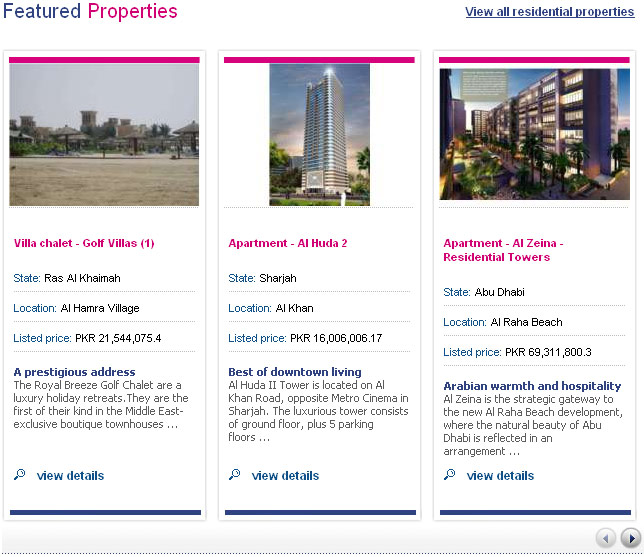 Featured Properties
View all residential properties
Villa chalet - Golf Villas (1)
State: Ras Al Khaimah
Location: Al Hamra Village
Listed price: PKR 21,544,075.4
A prestigious address
The Royal Breeze Golf Chalet are a
luxury holiday retreats.They are the
first of their kind in the Middle East-
exclusive boutique townhouses ...
view details
Apartment - Al Huda 2
State: Sharjah
Location: Al Khan
Listed price: PKR 16,006,006.17
Best of downtown living
Al Huda II Tower is located on Al
Khan Road, opposite Metro Cinema in
Sharjah. The luxurious tower consists
of ground floor, plus 5 parking
floors ...
view details
Apartment - Al Zeina -
Residential Towers
State: Abu Dhabi
Location: Al Raha Beach
Listed price: PKR 69,311,800.3
Arabian warmth and hospitality
Al Zeina is the strategic gateway to
the new Al Raha Beach development,
where the natural beauty of Abu
Dhabi is reflected in an
arrangement ...
view details